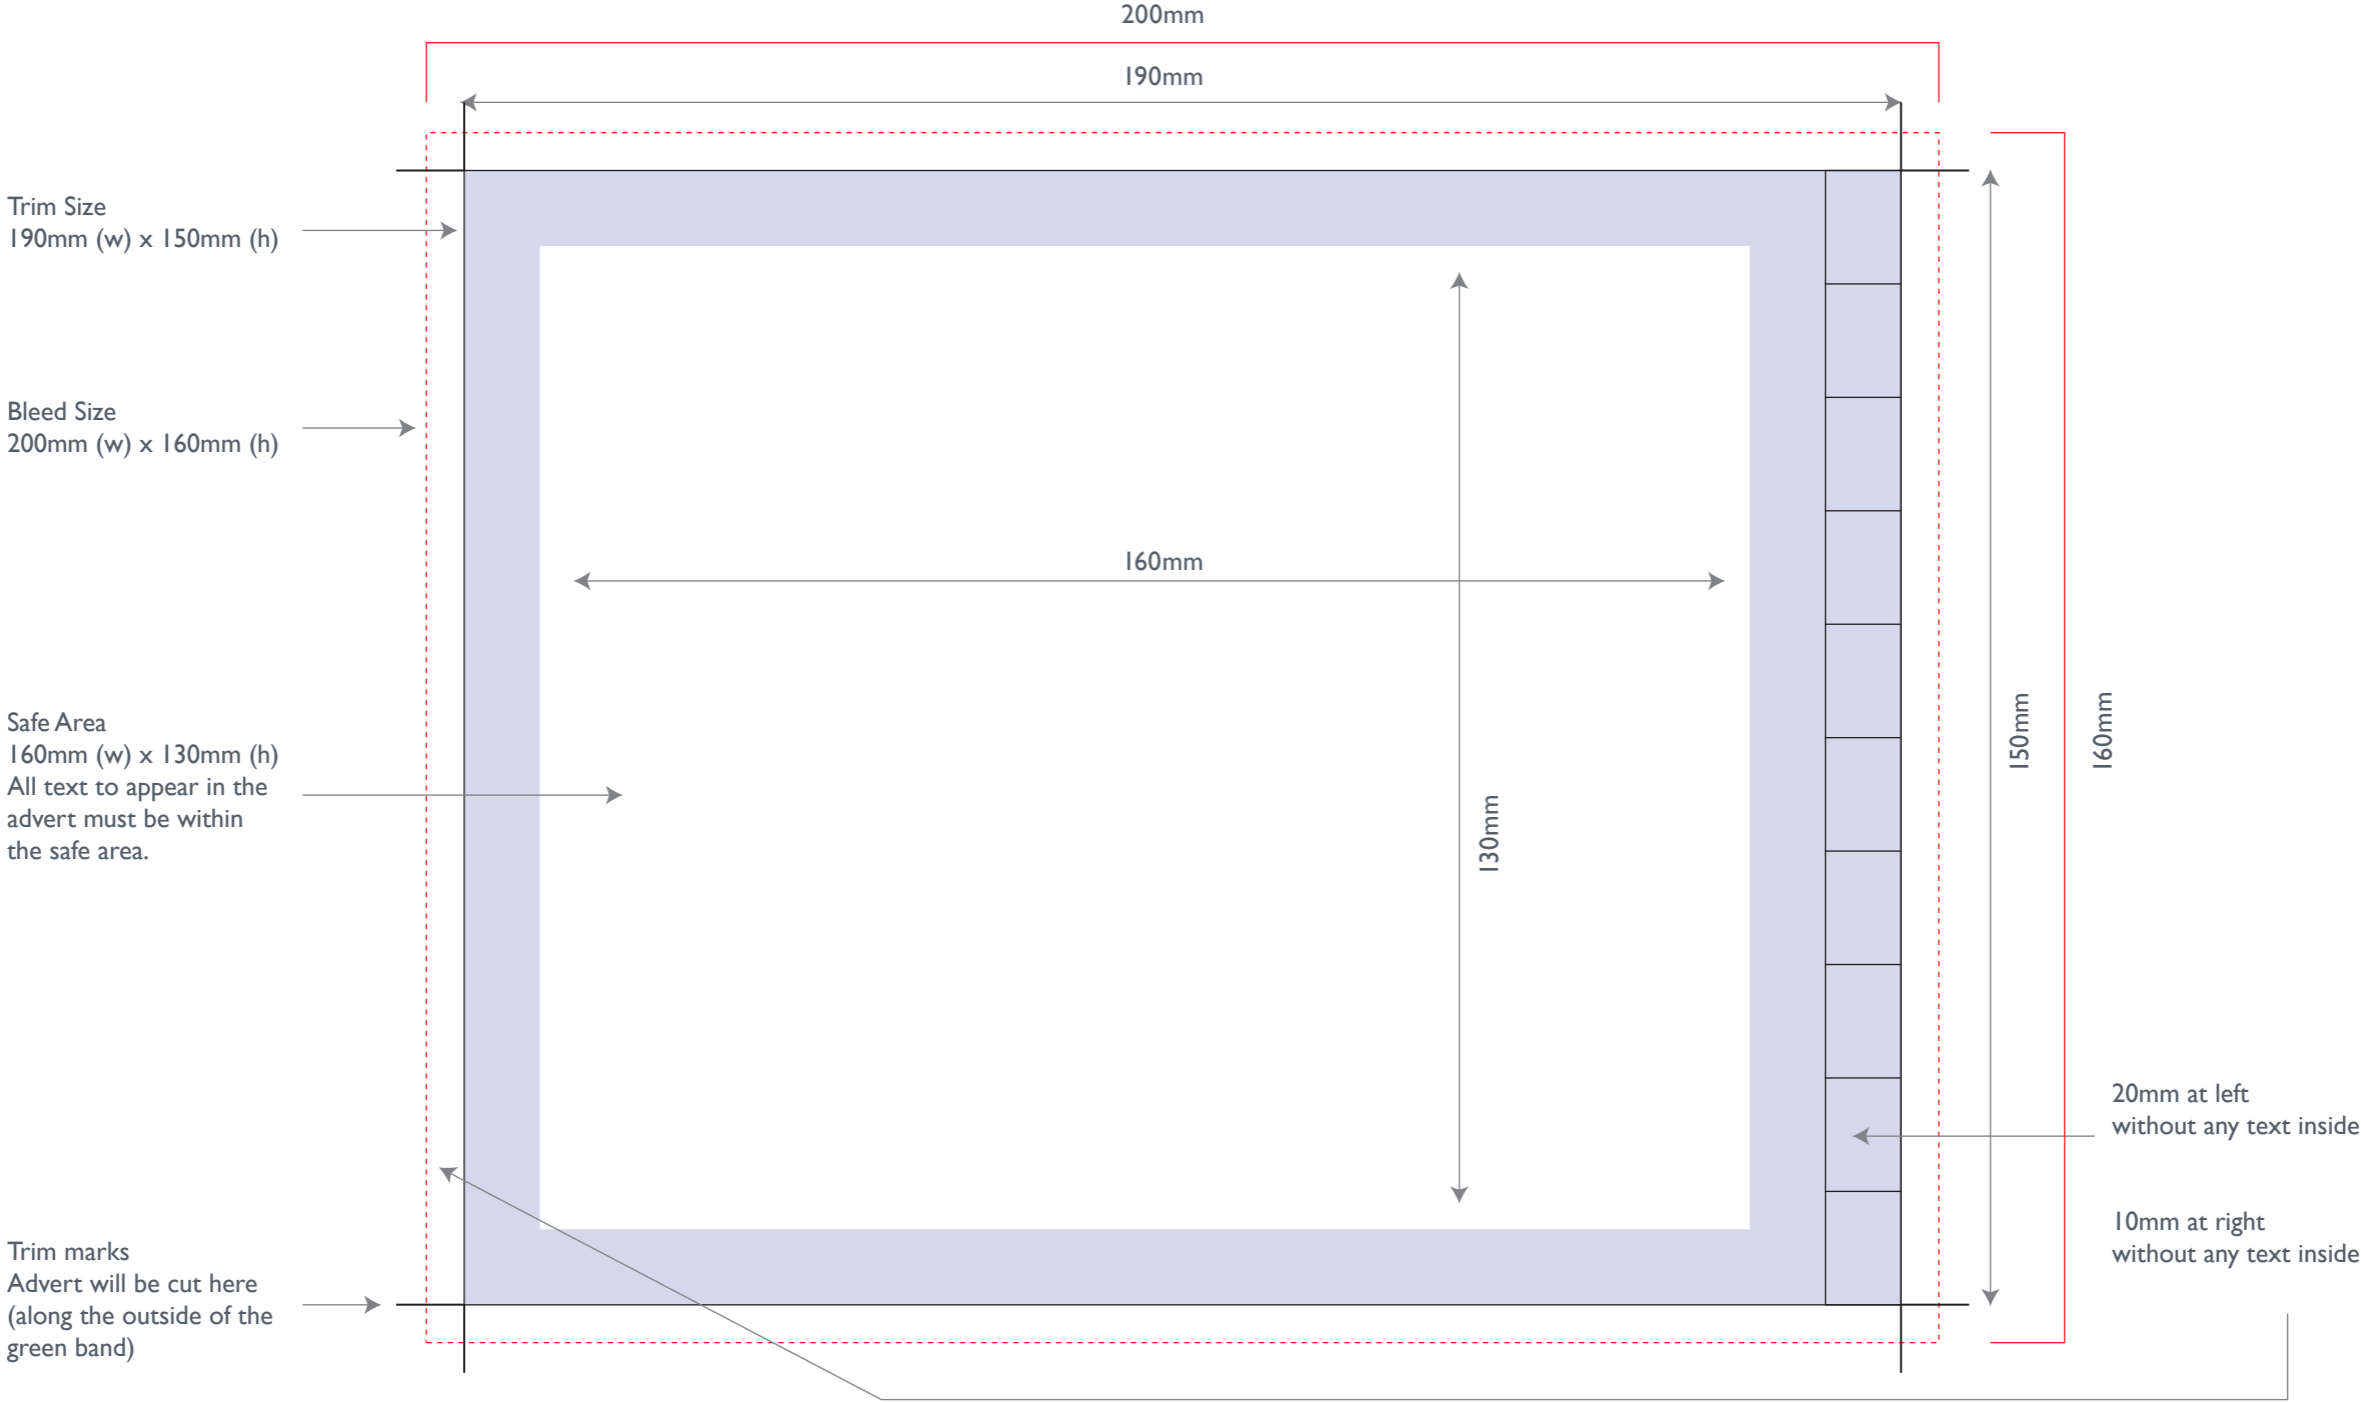 200mm
190mm
Trim Size
190mm (w) x 150mm (h)
Bleed Size
200mm (w) x 160mm (h)
160mm
Safe Area
160mm (w) x 130mm (h)
All text to appear in the
advert must be within
the safe area.
130mm
150mm
160mm
20mm at left
without any text inside
10mm at right
without any text inside
Trim marks
Advert will be cut here
(along the outside of the
green band)